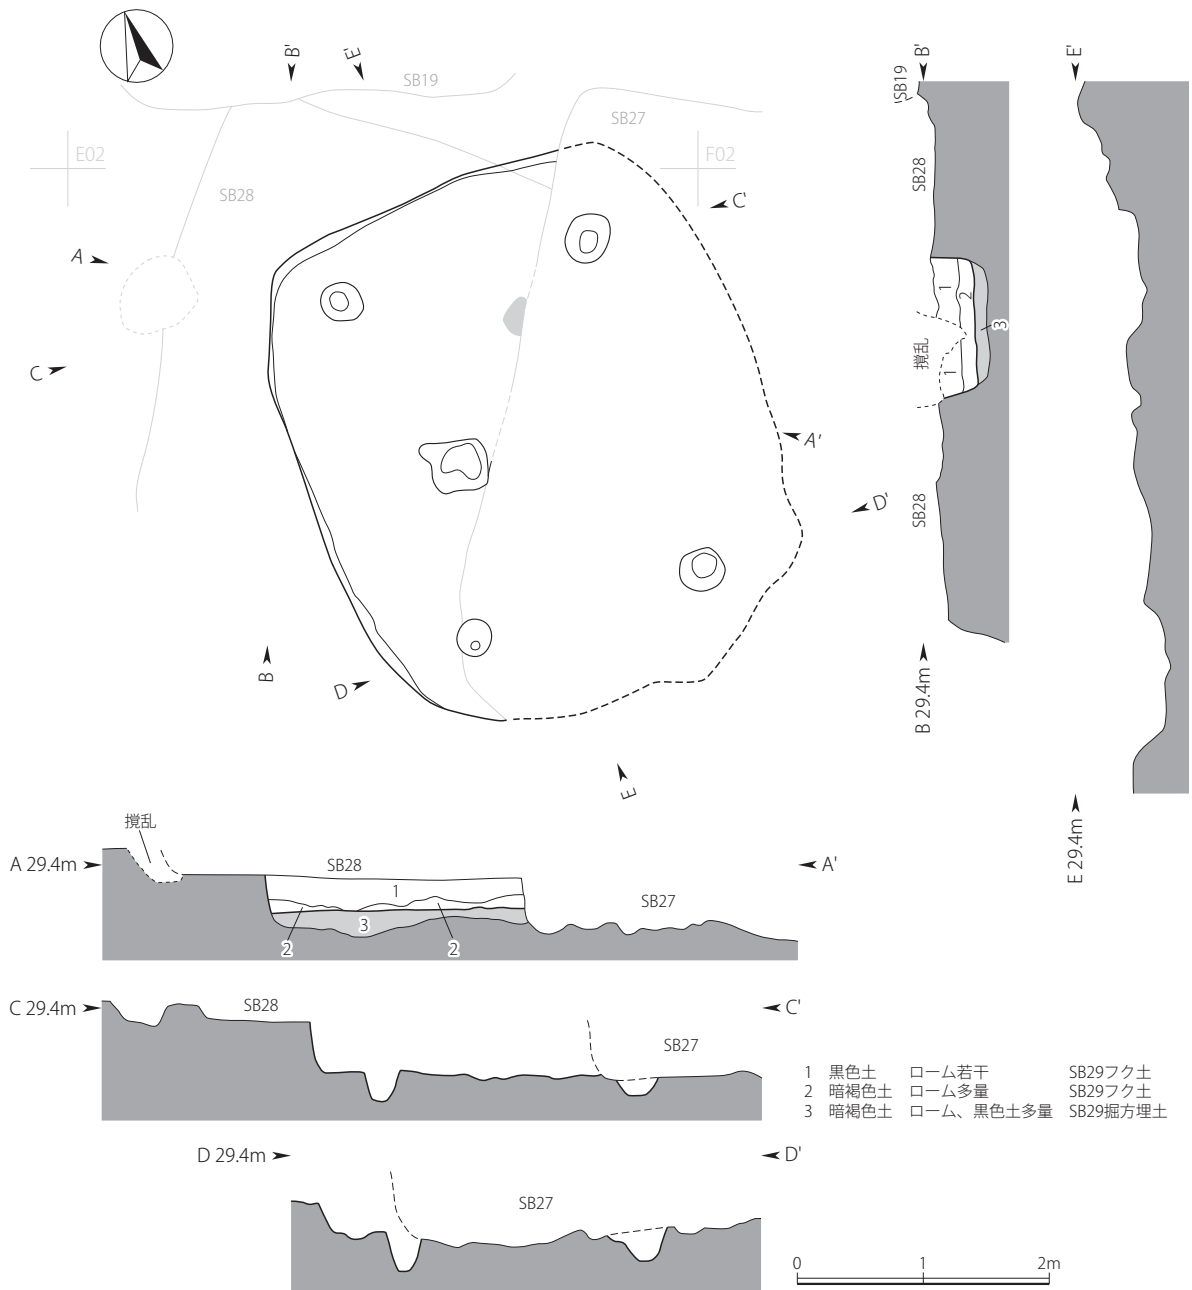 B'
E'
SB19
SB27
E02
F02
SB28
C'
A
C
A'
D'
B
D
E
B'
SB19
SB28
1
2
3
撹乱
1
SB28
B 29.4m
E'
E 29.4m
撹乱
A 29.4m
SB28
A'
1
SB27
3
2
2
C 29.4m
SB28
C'
SB27
1 黒色土 ローム若干 SB29フク土
2 暗褐色土 ローム多量 SB29フク土
3 暗褐色土 ローム、黒色土多量 SB29掘方埋土
D 29.4m
D'
SB27
0 1 2m